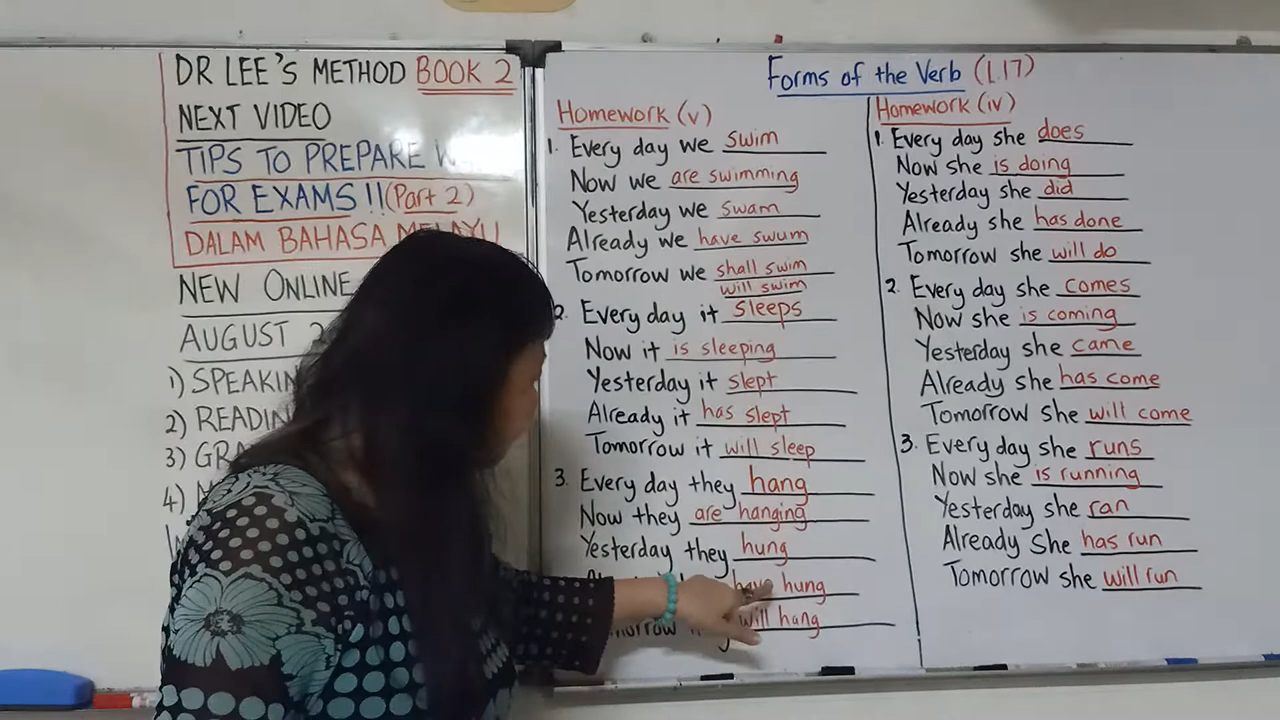 DR LEE'S METHOD BOOK 2
NEXT VIDEO
TIPS TO PREPARE
FOR EXAMS !! (Part 2)
DALAM BAHASA MELAYU
NEW ONLINE
AUGUST
1)
2)
3)
4)
Forms of the Verb (1.17)
Homework (v)
1. Every day we swim
Now we are swimming
Yesterday we swam
Already we have swum
Tomorrow we shall swim
will swim
2. Every day it sleeps
Now it is sleeping
Yesterday it slept
Already it has slept
Tomorrow it will sleep
3. Every day they hang
Now they are hanging
Yesterday they hung
have hung
will hang
Homework (iv)
1. Every day she does
Now she is doing
Yesterday she did
Already she has done
Tomorrow she will do
2. Every day she comes
Now she is coming
Yesterday she came
Already she has come
Tomorrow she will come
3. Every day she runs
Now she is running
Yesterday she ran
Already she has run
Tomorrow she will run